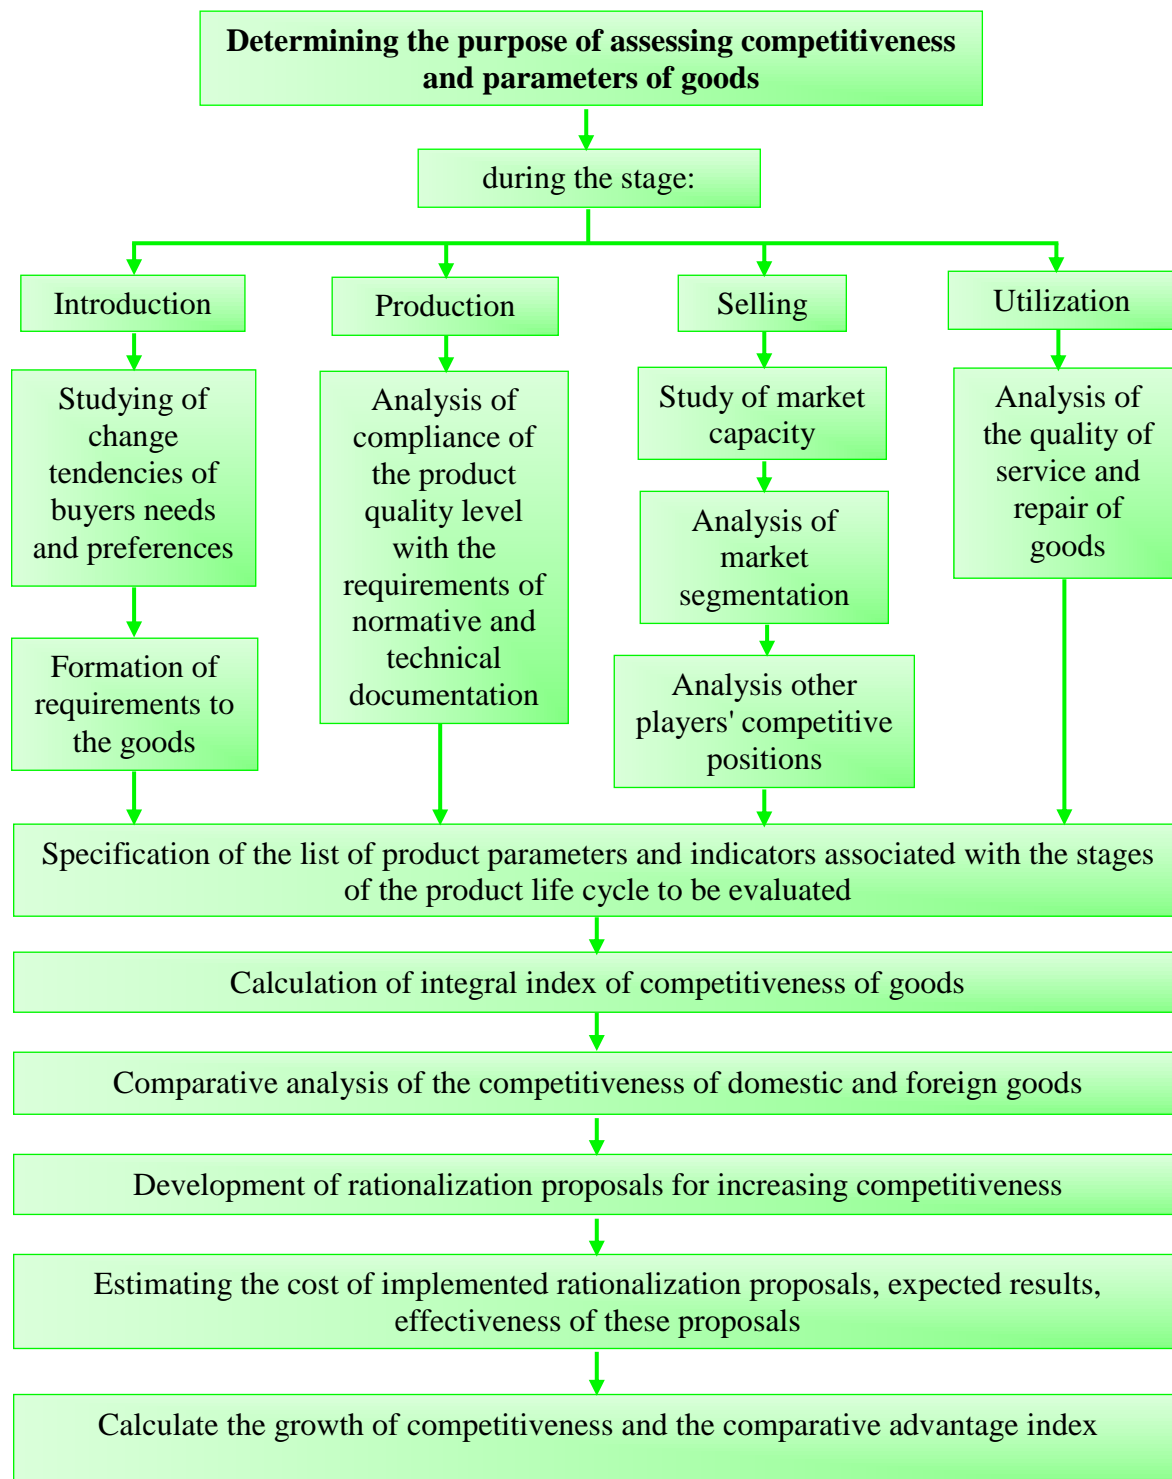 Determining the purpose of assessing competitiveness
and parameters of goods
during the stage:
Introduction
Production
Selling
Utilization
Studying of
change
tendencies of
buyers needs
and preferences
Formation of
requirements to
the goods
Analysis of
compliance of
the product
quality level
with the
requirements of
normative and
technical
documentation
Study of market
capacity
Analysis of
market
segmentation
Analysis other
players' competitive
positions
Analysis of
the quality of
service and
repair of
goods
Specification of the list of product parameters and indicators associated with the stages
of the product life cycle to be evaluated
Calculation of integral index of competitiveness of goods
Comparative analysis of the competitiveness of domestic and foreign goods
Development of rationalization proposals for increasing competitiveness
Estimating the cost of implemented rationalization proposals, expected results,
effectiveness of these proposals
Calculate the growth of competitiveness and the comparative advantage index